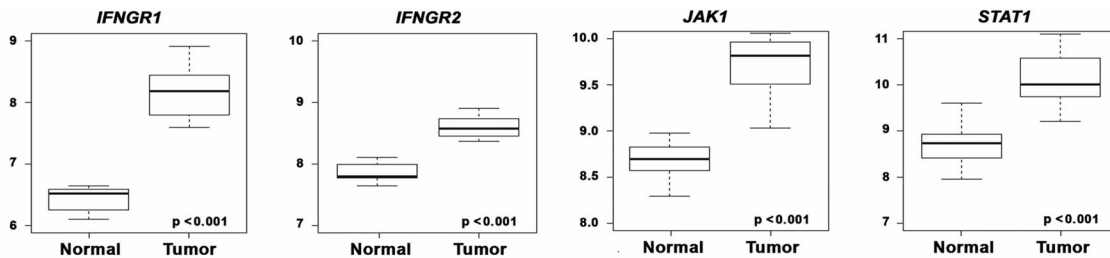 IFNGR1
9
8
7
6
p < 0.001
Normal Tumor
IFNGR2
10
9
8
7
p < 0.001
Normal Tumor
JAK1
10.0
9.5
9.0
8.5
8.0
p < 0.001
Normal Tumor
STAT1
11
10
9
8
7
p < 0.001
Normal Tumor